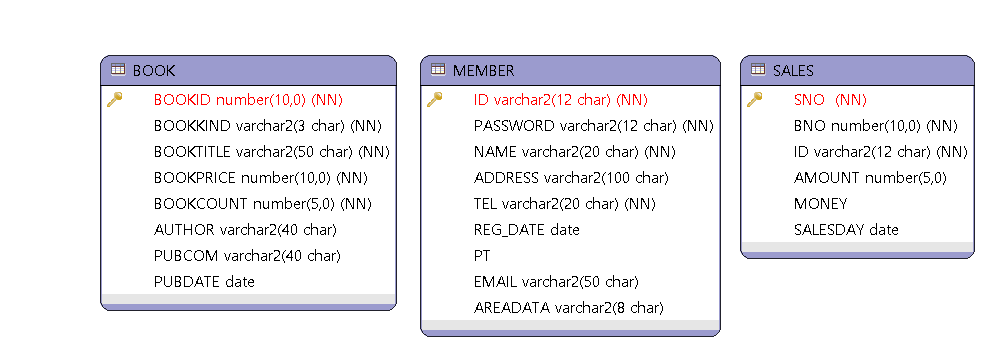 BOOK
BOOKID number(10,0) (NN)
BOOKKIND varchar2(3 char) (NN)
BOOKTITLE varchar2(50 char) (NN)
BOOKPRICE number(10,0) (NN)
BOOKCOUNT number(5,0) (NN)
AUTHOR varchar2(40 char)
PUBCOM varchar2(40 char)
PUBDATE date
MEMBER
ID varchar2(12 char) (NN)
PASSWORD varchar2(12 char) (NN)
NAME varchar2(20 char) (NN)
ADDRESS varchar2(100 char)
TEL varchar2(20 char) (NN)
REG_DATE date
PT
EMAIL varchar2(50 char)
AREADATA varchar2(8 char)
SALES
SNO (NN)
BNO number(10,0) (NN)
ID varchar2(12 char) (NN)
AMOUNT number(5,0)
MONEY
SALESDAY date